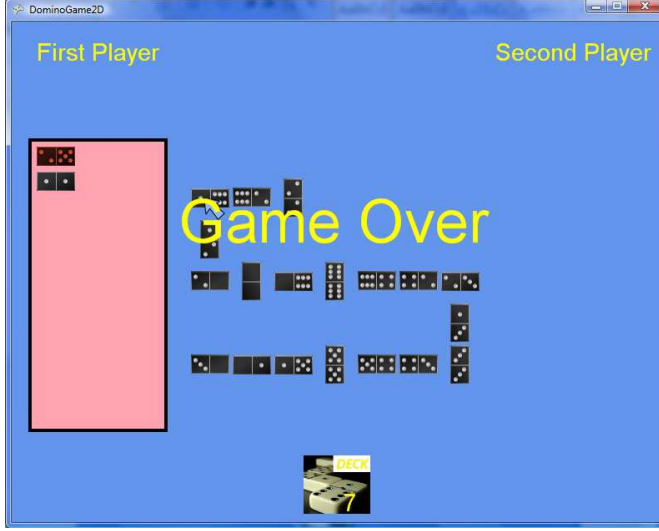 DominoGame2D
First Player
Second Player
Game Over
DECK
7